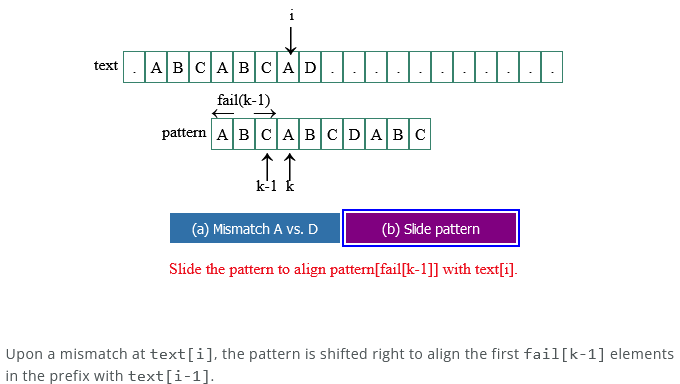 i
text . A B C A B C A D . . . . . . . . . . .
fail(k-1)
pattern A B C A B C D A B C
k-1 k
(a) Mismatch A vs. D (b) Slide pattern
Slide the pattern to align pattern[fail[k-1]] with text[i].
Upon a mismatch at text[i], the pattern is shifted right to align the first fail[k-1] elements
in the prefix with text[i-1].